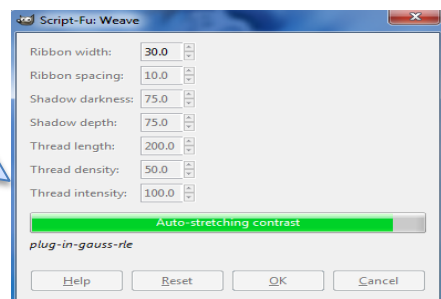 Script-Fu: Weave
Ribbon width: 30.0
Ribbon spacing: 10.0
Shadow darkness: 75.0
Shadow depth: 75.0
Thread length: 200.0
Thread density: 50.0
Thread intensity: 100.0
Auto-stretching contrast
plug-in-gauss-rle
Help Reset OK Cancel